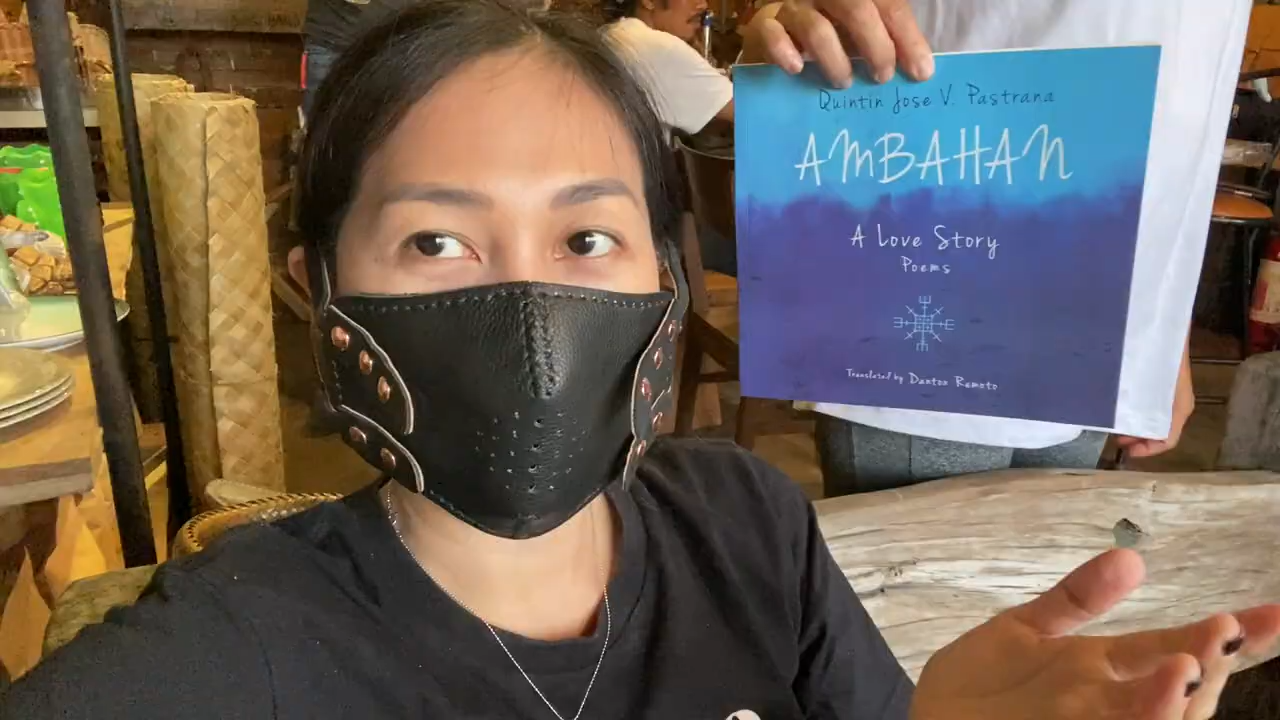 Quintin Jose V. Pastrana
AMBAHAN
A Love Story
Poems
Translated by Danton Remoto